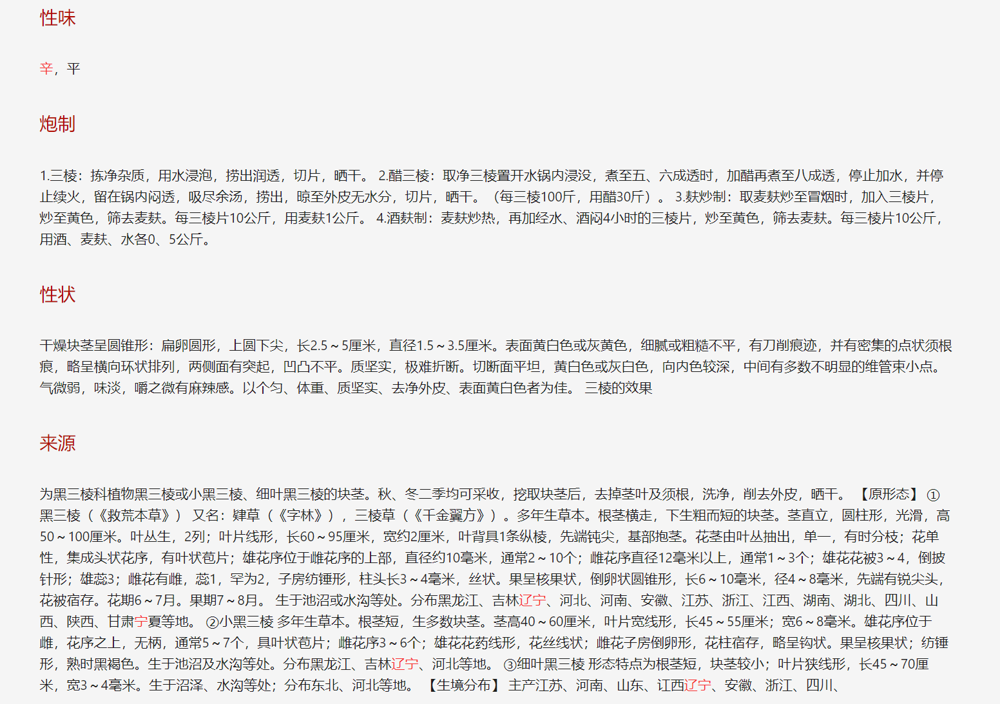 性味
辛，平
炮制
1.三棱：拣净杂质，用水浸泡，捞出润透，切片，晒干。 2.醋三棱：取净三棱置开水锅内浸没，煮至五、六成透时，加醋再煮至八成透，停止加水，并停
止续火，留在锅内闷透，吸尽余汤，捞出，晾至外皮无水分，切片，晒干。（每三棱100斤，用醋30斤）。 3.麸炒制：取麦麸炒至冒烟时，加入三棱片，
炒至黄色，筛去麦麸。每三棱片10公斤，用麦麸1公斤。 4.酒麸制：麦麸炒热，再加经水、酒闷4小时的三棱片，炒至黄色，筛去麦麸。每三棱片10公斤，
用酒、麦麸、水各0、5公斤。
性状
干燥块茎呈圆锥形：扁卵圆形，上圆下尖，长2.5～5厘米，直径1.5～3.5厘米。表面黄白色或灰黄色，细腻或粗糙不平，有刀削痕迹，并有密集的点状须根
痕，略呈横向环状排列，两侧面有突起，凹凸不平。质坚实，极难折断。切断面平坦，黄白色或灰白色，向内色较深，中间有多数不明显的维管束小点。
气微弱，味淡，嚼之微有麻辣感。以个匀、体重、质坚实、去净外皮、表面黄白色者为佳。 三棱的效果
来源
为黑三棱科植物黑三棱或小黑三棱、细叶黑三棱的块茎。秋、冬二季均可采收，挖取块茎后，去掉茎叶及须根，洗净，削去外皮，晒干。 【原形态】 ①
黑三棱（《救荒本草》） 又名：肄草（《字林》），三棱草（《千金翼方》）。多年生草本。根茎横走，下生粗而短的块茎。茎直立，圆柱形，光滑，高
50～100厘米。叶丛生，2列；叶片线形，长60～95厘米，宽约2厘米，叶背具1条纵棱，先端钝尖，基部抱茎。花茎由叶丛抽出，单一，有时分枝；花单
性，集成头状花序，有叶状苞片；雄花序位于雌花序的上部，直径约10毫米，通常2～10个；雌花序直径12毫米以上，通常1～3个；雄花花被3～4，倒披
针形；雄蕊3；雌花有雌，蕊1，罕为2，子房纺锤形，柱头长3～4毫米，丝状。果呈核果状，倒卵状圆锥形，长6～10毫米，径4～8毫米，先端有锐尖头，
花被宿存。花期6～7月。果期7～8月。 生于池沼或水沟等处。分布黑龙江、吉林辽宁、河北、河南、安徽、江苏、浙江、江西、湖南、湖北、四川、山
西、陕西、甘肃宁夏等地。 ②小黑三棱 多年生草本。根茎短，生多数块茎。茎高40～60厘米，叶片宽线形，长45～55厘米；宽6～8毫米。雄花序位于
雌，花序之上，无柄，通常5～7个，具叶状苞片；雌花序3～6个；雄花花药线形，花丝线状；雌花子房倒卵形，花柱宿存，略呈钩状。果呈核果状；纺锤
形，熟时黑褐色。生于池沼及水沟等处。分布黑龙江、吉林辽宁、河北等地。 ③细叶黑三棱 形态特点为根茎短，块茎较小；叶片狭线形，长45～70厘
米，宽3～4毫米。生于沼泽、水沟等处；分布东北、河北等地。 【生境分布】 主产江苏、河南、山东、讧西辽宁、安徽、浙江、四川、